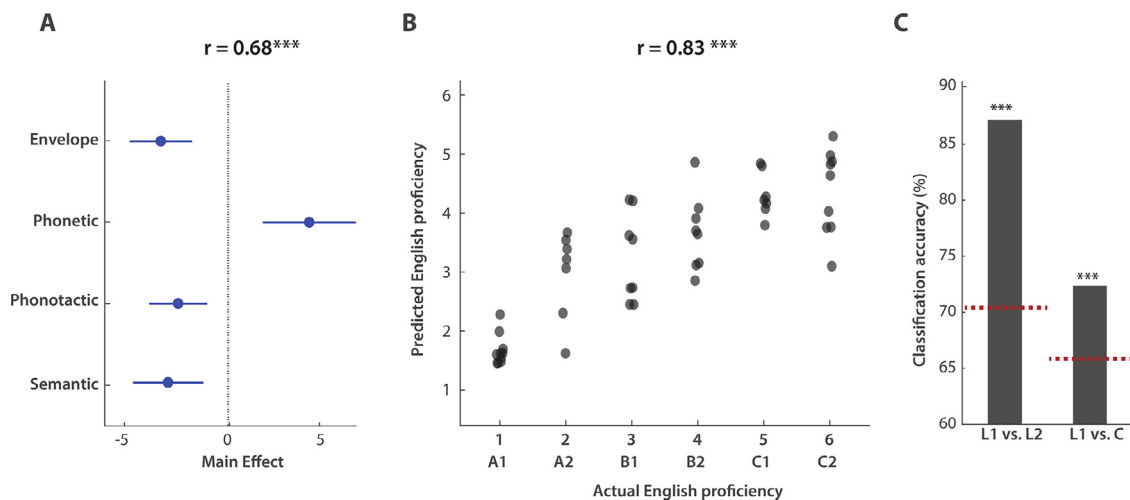 A
r = 0.68***
Envelope
Phonetic
Phonotactic
Semantic
-5 0 5
Main Effect
B
r = 0.83 ***
Predicted English proficiency
6
5
4
3
2
1
1 2 3 4 5 6
A1 A2 B1 B2 C1 C2
Actual English proficiency
C
Classification accuracy (%)
90
85
80
75
70
65
60
***
***
L1 vs. L2 L1 vs. C